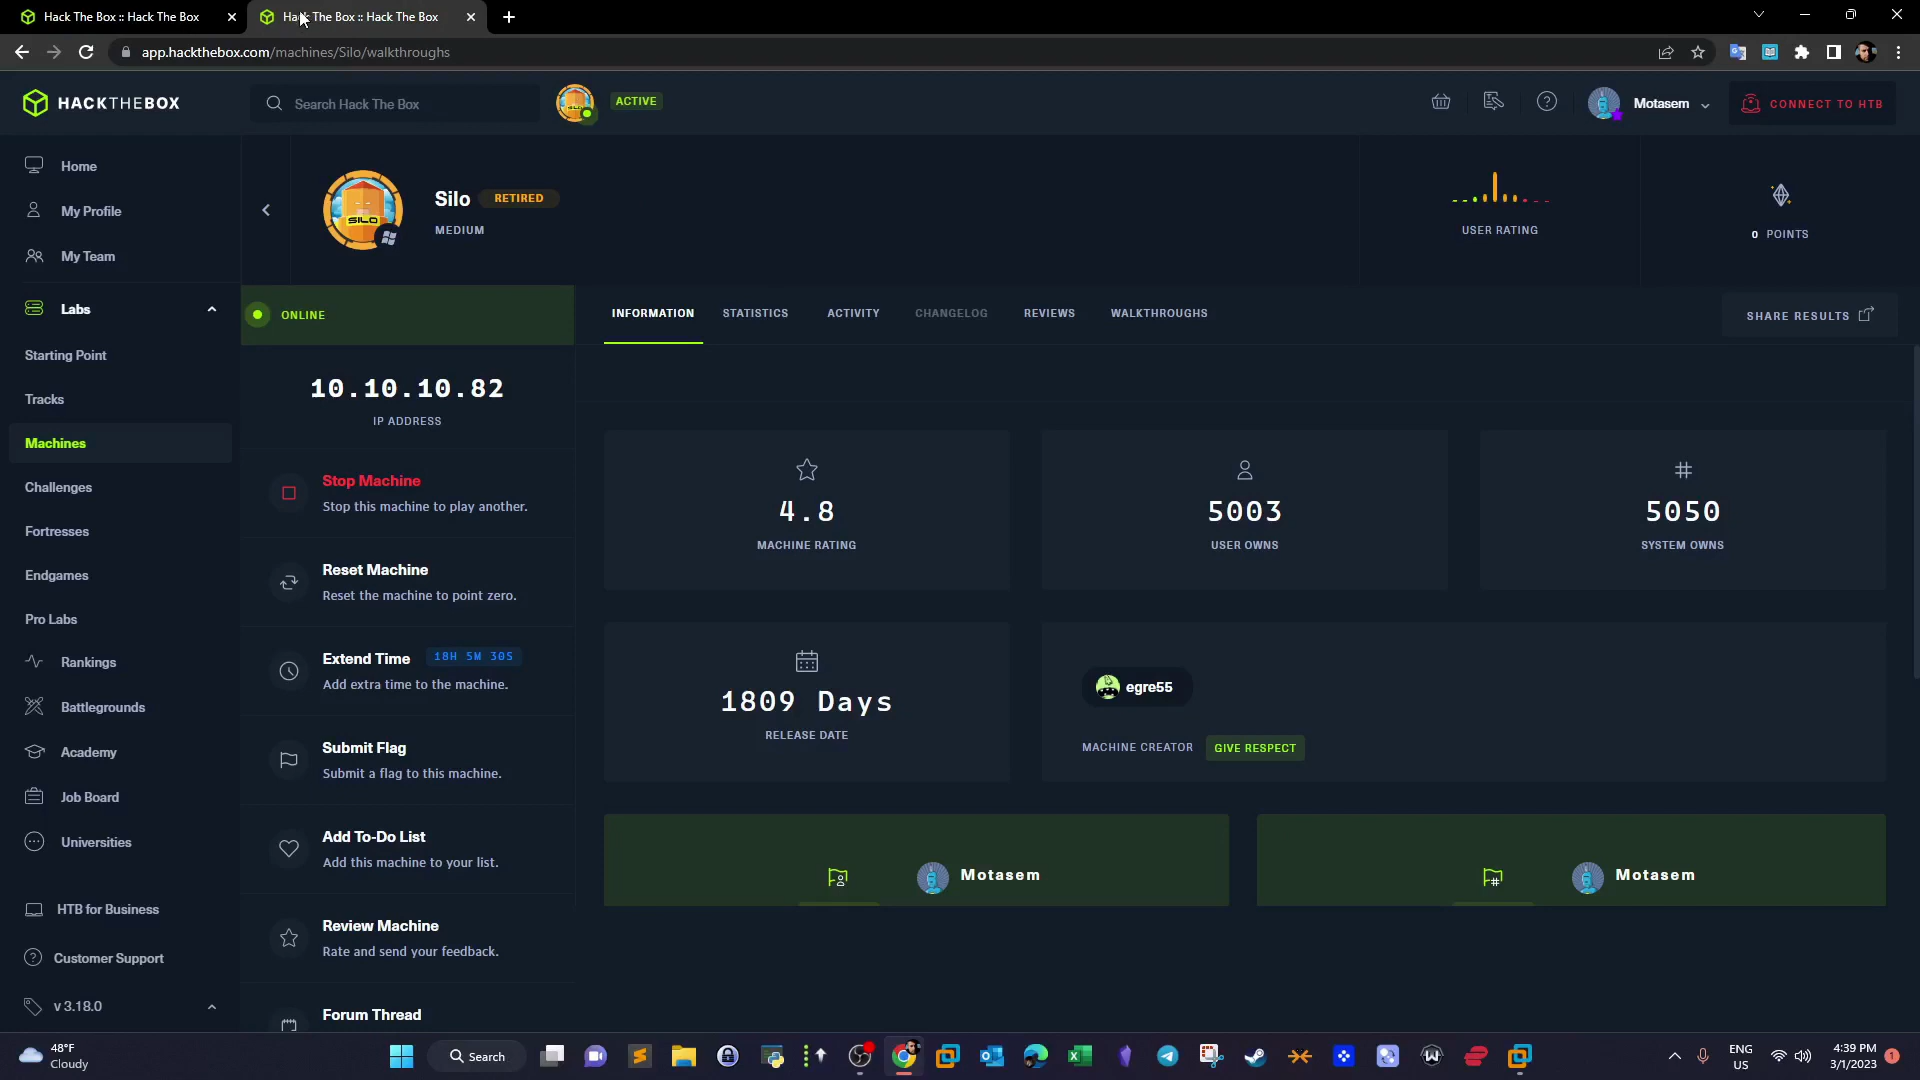 Hack The Box :: Hack The Box
Hack The Box :: Hack The Box
app.hackthebox.com/machines/Silo/walkthroughs
HACKTHEBOX
Search Hack The Box
ACTIVE
Motasem
CONNECT TO HTB
Home
My Profile
My Team
Labs
Starting Point
Tracks
Machines
Challenges
Fortresses
Endgames
Pro Labs
Rankings
Battlegrounds
Academy
Job Board
Universities
HTB for Business
Customer Support
v 3.18.0
SILO
Silo
RETIRED
MEDIUM
USER RATING
0 POINTS
ONLINE
10.10.10.82
IP ADDRESS
Stop Machine
Stop this machine to play another.
Reset Machine
Reset the machine to point zero.
Extend Time
18H 5M 30S
Add extra time to the machine.
Submit Flag
Submit a flag to this machine.
Add To-Do List
Add this machine to your list.
Review Machine
Rate and send your feedback.
Forum Thread
INFORMATION
STATISTICS
ACTIVITY
CHANGELOG
REVIEWS
WALKTHROUGHS
SHARE RESULTS
4.8
MACHINE RATING
5003
USER OWNS
5050
SYSTEM OWNS
1809 Days
RELEASE DATE
egre55
MACHINE CREATOR
GIVE RESPECT
Motasem
Motasem
48°F
Cloudy
Search
ENG
US
4:39 PM
3/1/2023
1